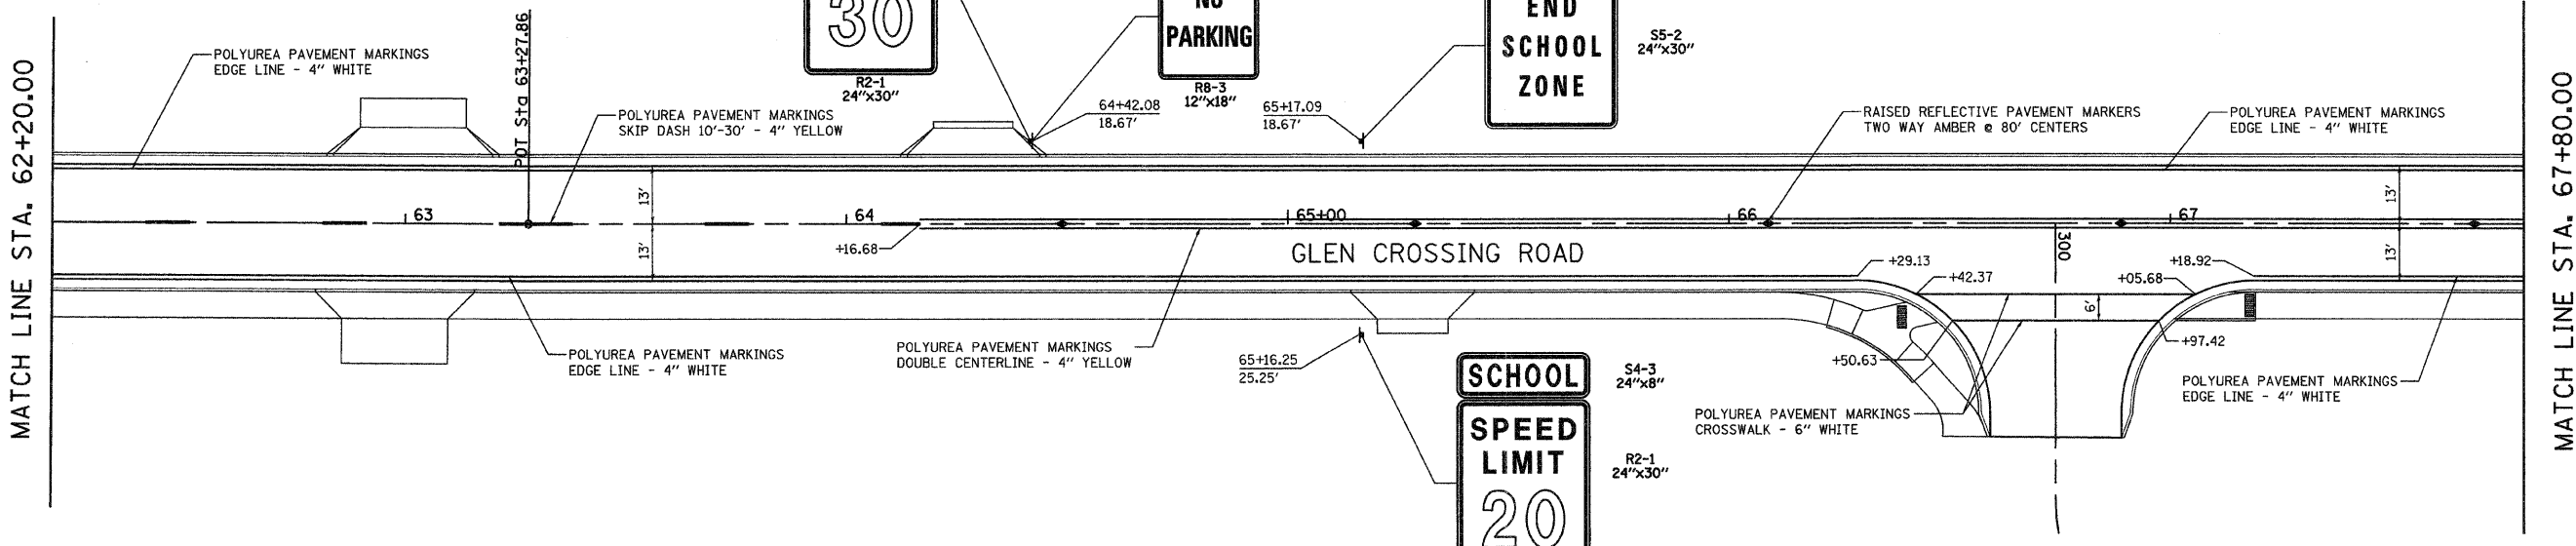 MATCH LINE STA. 62+20.00
POLYUREA PAVEMENT MARKINGS
EDGE LINE - 4" WHITE
POT Sta 63+27.86
POLYUREA PAVEMENT MARKINGS
SKIP DASH 10'-30' - 4" YELLOW
30
R2-1
24"x30"
NO
PARKING
R8-3
12"x18"
64+42.08
18.67'
65+17.09
18.67'
END
SCHOOL
ZONE
S5-2
24"x30"
RAISED REFLECTIVE PAVEMENT MARKERS
TWO WAY AMBER @ 80' CENTERS
POLYUREA PAVEMENT MARKINGS
EDGE LINE - 4" WHITE
MATCH LINE STA. 67+80.00
13'
13'
63
64
65+00
66
67
13'
13'
+16.68
GLEN CROSSING ROAD
300
+29.13
+42.37
+05.68
+18.92
6'
+50.63
+97.42
POLYUREA PAVEMENT MARKINGS
EDGE LINE - 4" WHITE
POLYUREA PAVEMENT MARKINGS
DOUBLE CENTERLINE - 4" YELLOW
65+16.25
25.25'
SCHOOL
S4-3
24"x8"
SPEED
LIMIT
20
R2-1
24"x30"
POLYUREA PAVEMENT MARKINGS
CROSSWALK - 6" WHITE
POLYUREA PAVEMENT MARKINGS
EDGE LINE - 4" WHITE